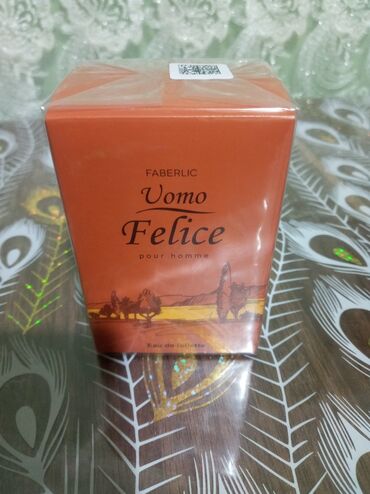 FABERLIC
Uomo
Felice
pour homme
Eau de toilette